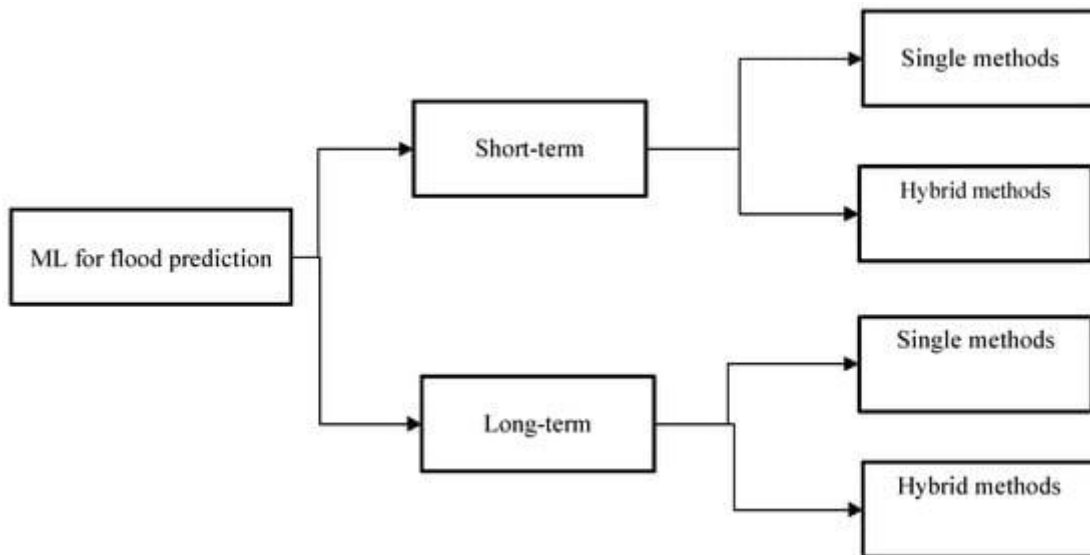 ML for flood prediction
Short-term
Single methods
Hybrid methods
Long-term
Single methods
Hybrid methods